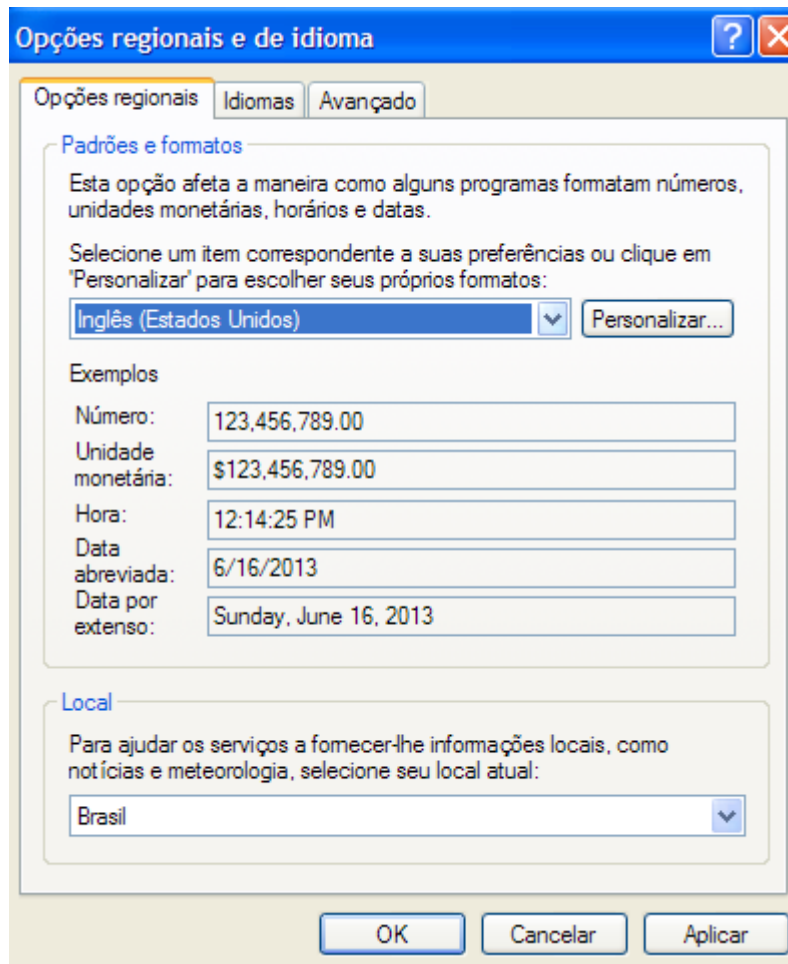 Opções regionais e de idioma
Opções regionais Idiomas Avançado
Padrões e formatos
Esta opção afeta a maneira como alguns programas formatam números,
unidades monetárias, horários e datas.
Selecione um item correspondente a suas preferências ou clique em
'Personalizar' para escolher seus próprios formatos:
Inglês (Estados Unidos) Personalizar...
Exemplos
Número: 123,456,789.00
Unidade
monetária: $123,456,789.00
Hora: 12:14:25 PM
Data
abreviada: 6/16/2013
Data por
extenso: Sunday, June 16, 2013
Local
Para ajudar os serviços a fornecer-lhe informações locais, como
notícias e meteorologia, selecione seu local atual:
Brasil
OK Cancelar Aplicar